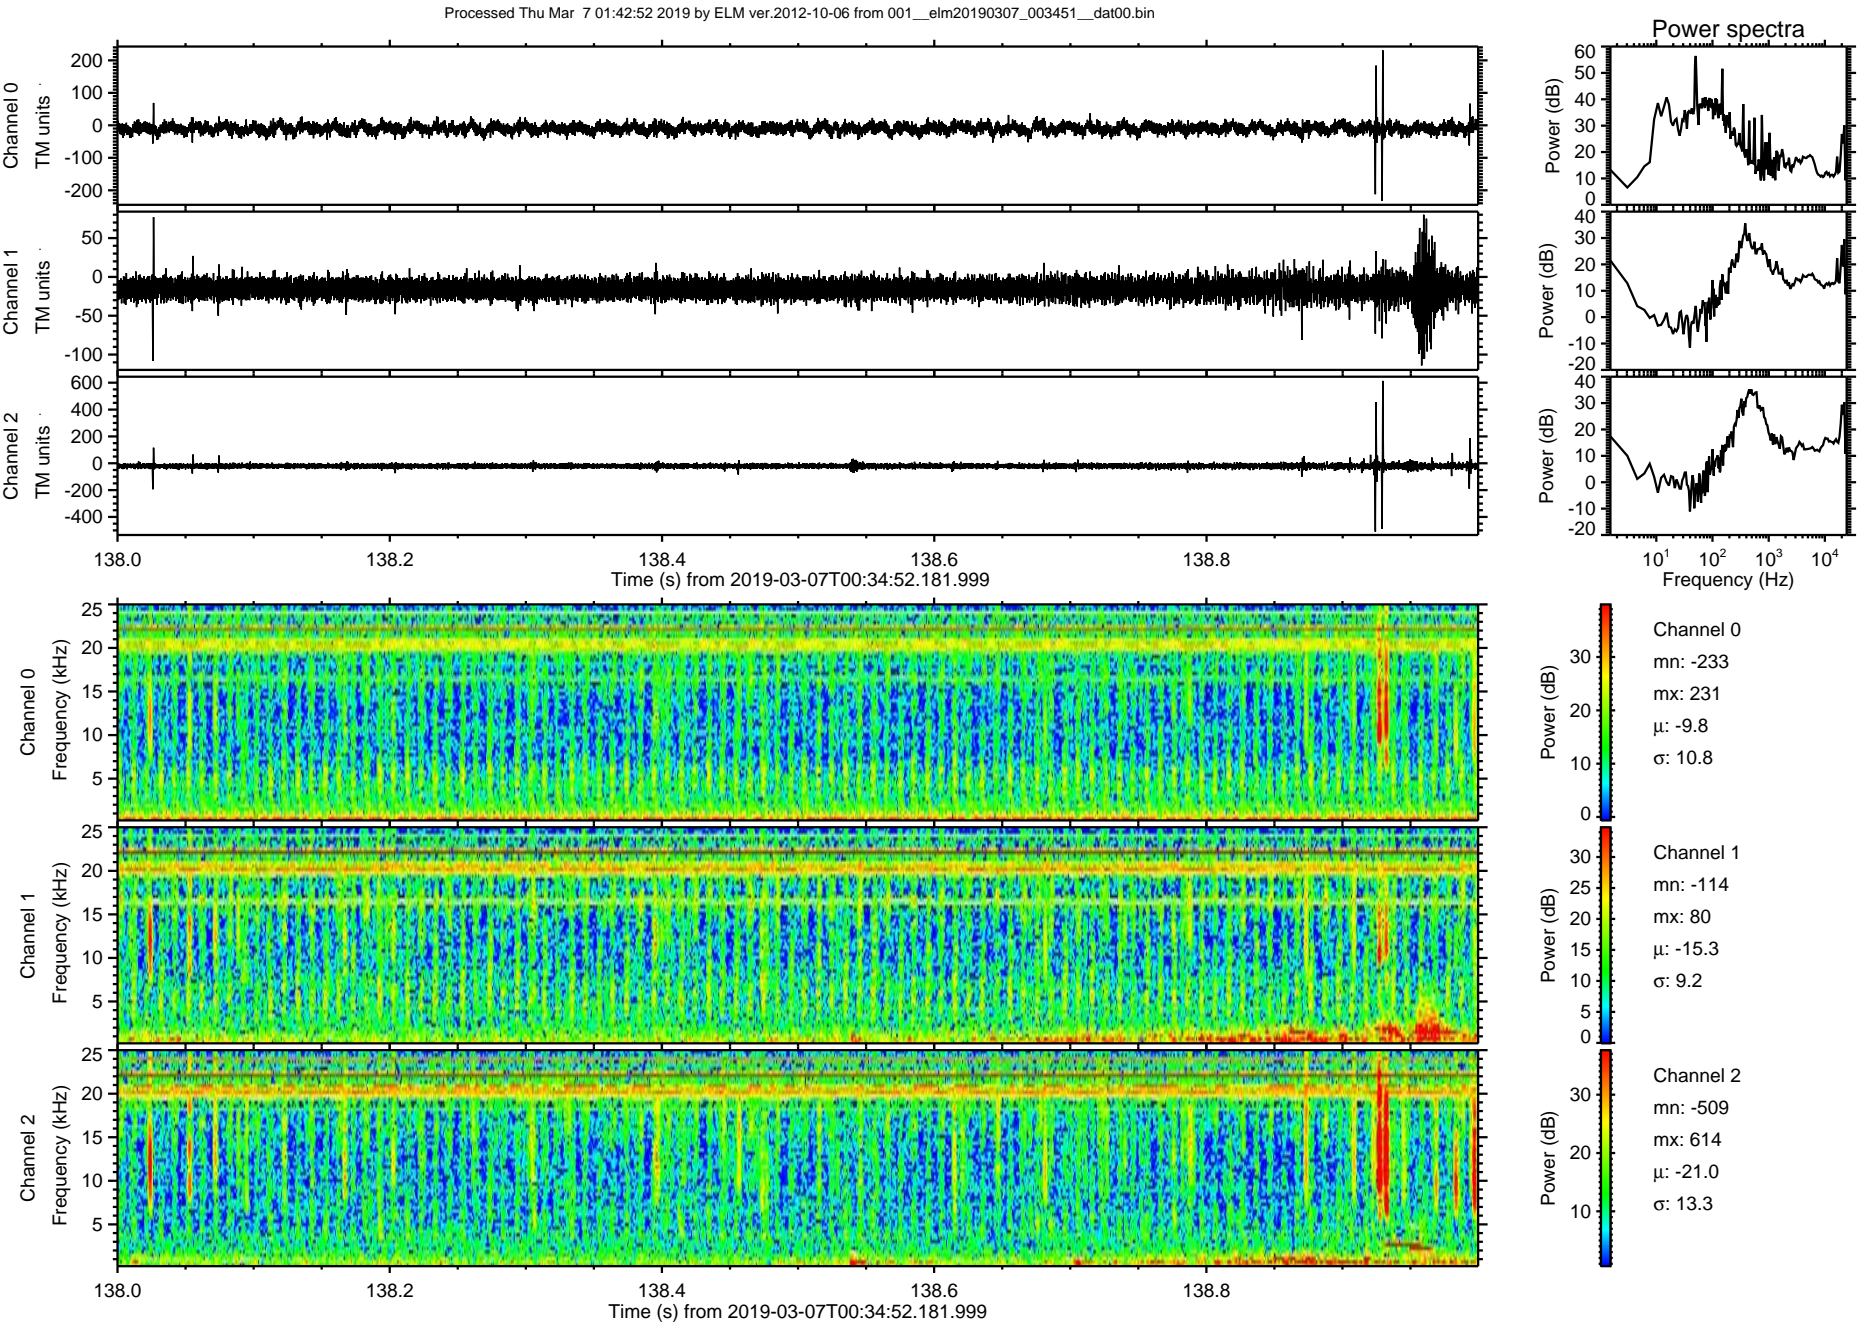 Processed Thu Mar 7 01:42:52 2019 by ELM ver.2012-10-06 from 001__elm20190307_003451__dat00.bin
Power spectra
Channel 0
TM units
200
100
0
-100
-200
Power (dB)
60
50
40
30
20
10
0
Channel 1
TM units
50
0
-50
-100
Power (dB)
40
30
20
10
0
-10
-20
Channel 2
TM units
600
400
200
0
-200
-400
Power (dB)
40
30
20
10
0
-10
-20
138.0 138.2 138.4 138.6 138.8
Time (s) from 2019-03-07T00:34:52.181.999
10¹ 10² 10³ 10⁴
Frequency (Hz)
Channel 0
Frequency (kHz)
25
20
15
10
5
Power (dB)
30
20
10
0
Channel 0
mn: -233
mx: 231
μ: -9.8
σ: 10.8
Channel 1
Frequency (kHz)
25
20
15
10
5
Power (dB)
30
25
20
15
10
5
0
Channel 1
mn: -114
mx: 80
μ: -15.3
σ: 9.2
Channel 2
Frequency (kHz)
25
20
15
10
5
Power (dB)
30
20
10
Channel 2
mn: -509
mx: 614
μ: -21.0
σ: 13.3
138.0 138.2 138.4 138.6 138.8
Time (s) from 2019-03-07T00:34:52.181.999